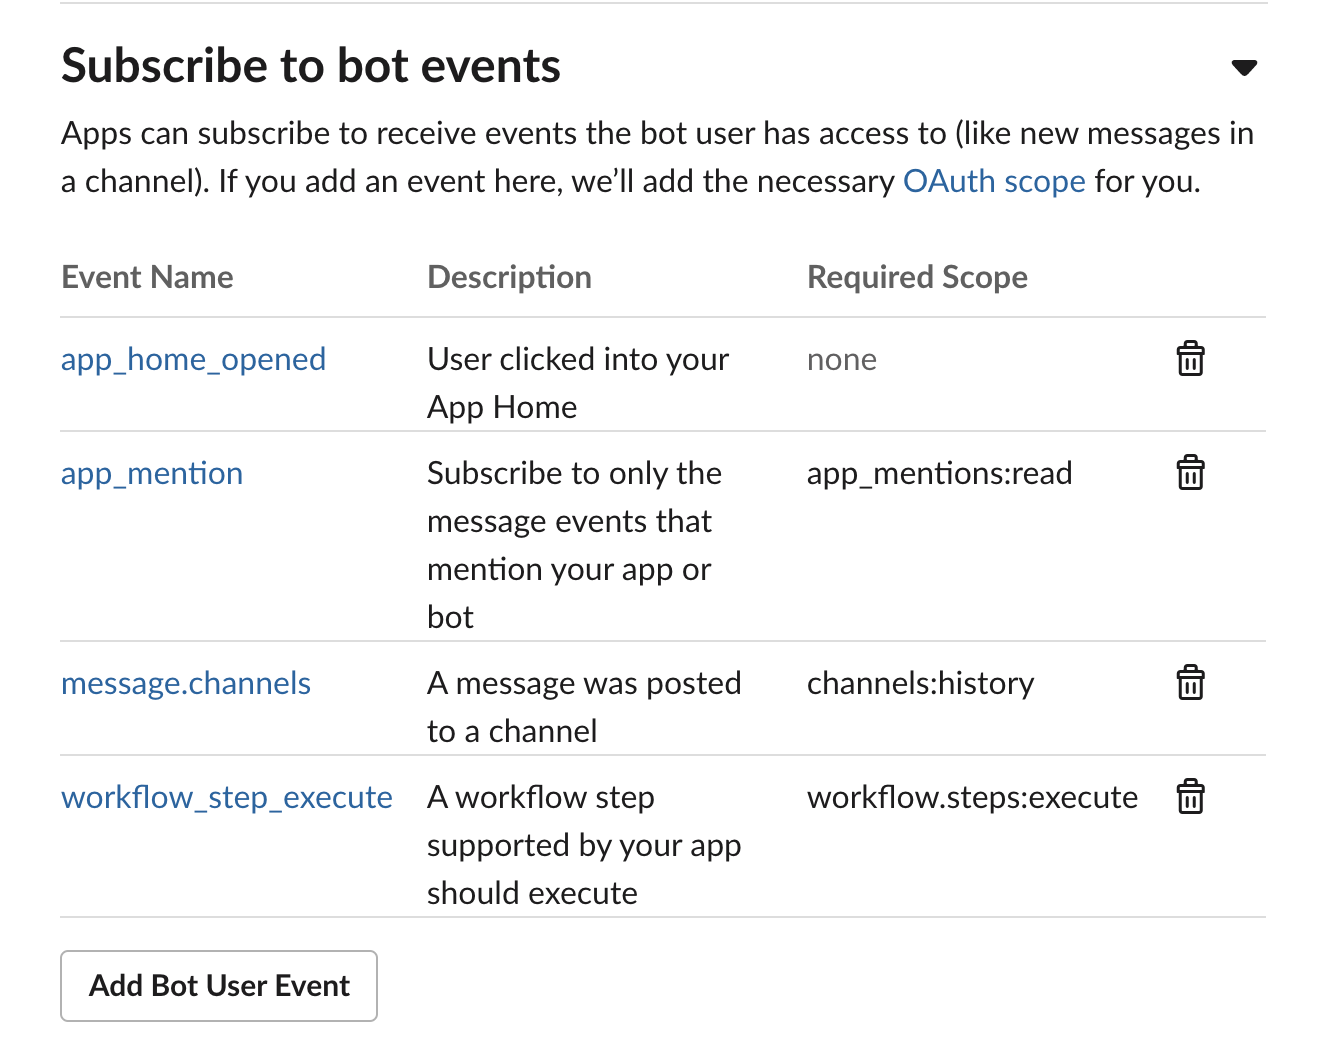 Subscribe to bot events
Apps can subscribe to receive events the bot user has access to (like new messages in
a channel). If you add an event here, we’ll add the necessary OAuth scope for you.
Event Name Description Required Scope
app_home_opened User clicked into your none
App Home
app_mention Subscribe to only the app_mentions:read
message events that
mention your app or
bot
message.channels A message was posted channels:history
to a channel
workflow_step_execute A workflow step workflow.steps:execute
supported by your app
should execute
Add Bot User Event